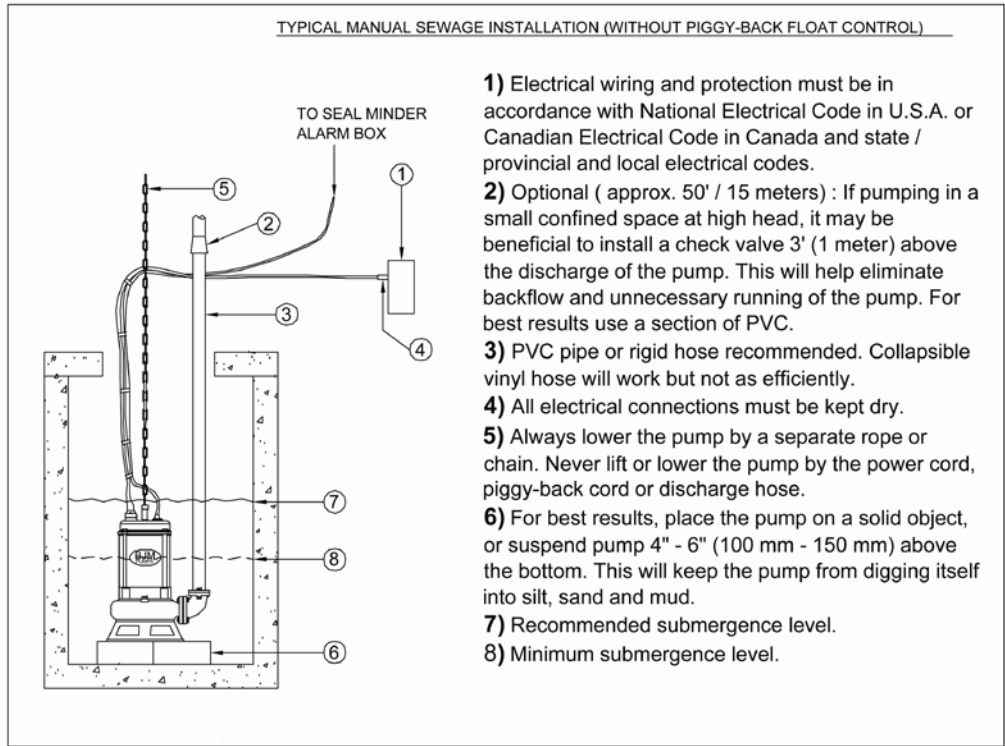 TYPICAL MANUAL SEWAGE INSTALLATION (WITHOUT PIGGY-BACK FLOAT CONTROL)
TO SEAL MINDER
ALARM BOX
5
1
2
3
4
7
8
6
BJM
1) Electrical wiring and protection must be in
accordance with National Electrical Code in U.S.A. or
Canadian Electrical Code in Canada and state /
provincial and local electrical codes.
2) Optional ( approx. 50' / 15 meters) : If pumping in a
small confined space at high head, it may be
beneficial to install a check valve 3' (1 meter) above
the discharge of the pump. This will help eliminate
backflow and unnecessary running of the pump. For
best results use a section of PVC.
3) PVC pipe or rigid hose recommended. Collapsible
vinyl hose will work but not as efficiently.
4) All electrical connections must be kept dry.
5) Always lower the pump by a separate rope or
chain. Never lift or lower the pump by the power cord,
piggy-back cord or discharge hose.
6) For best results, place the pump on a solid object,
or suspend pump 4" - 6" (100 mm - 150 mm) above
the bottom. This will keep the pump from digging itself
into silt, sand and mud.
7) Recommended submergence level.
8) Minimum submergence level.